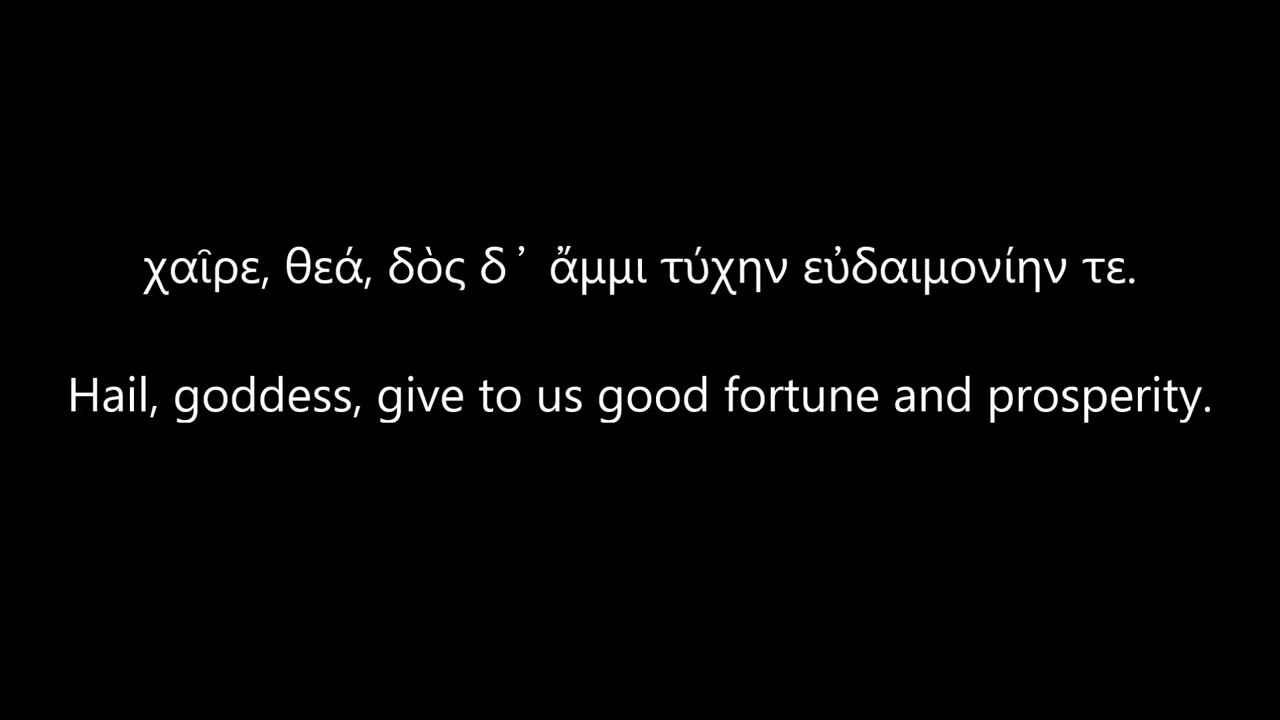 χαῖρε, θεά, δὸς δ᾽ ἄμμι τύχην εὐδαιμονίην τε.
Hail, goddess, give to us good fortune and prosperity.